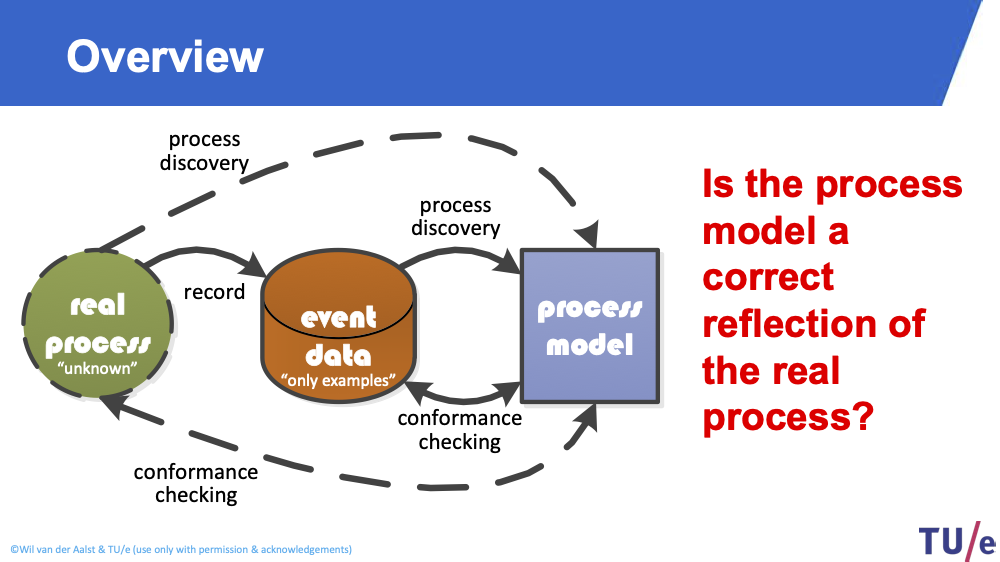 Overview
process
discovery
process
discovery
record
real
process
“unknown”
event
data
“only examples”
process
model
conformance
checking
conformance
checking
Is the process
model a
correct
reflection of
the real
process?
©Wil van der Aalst & TU/e (use only with permission & acknowledgements)
TU/e